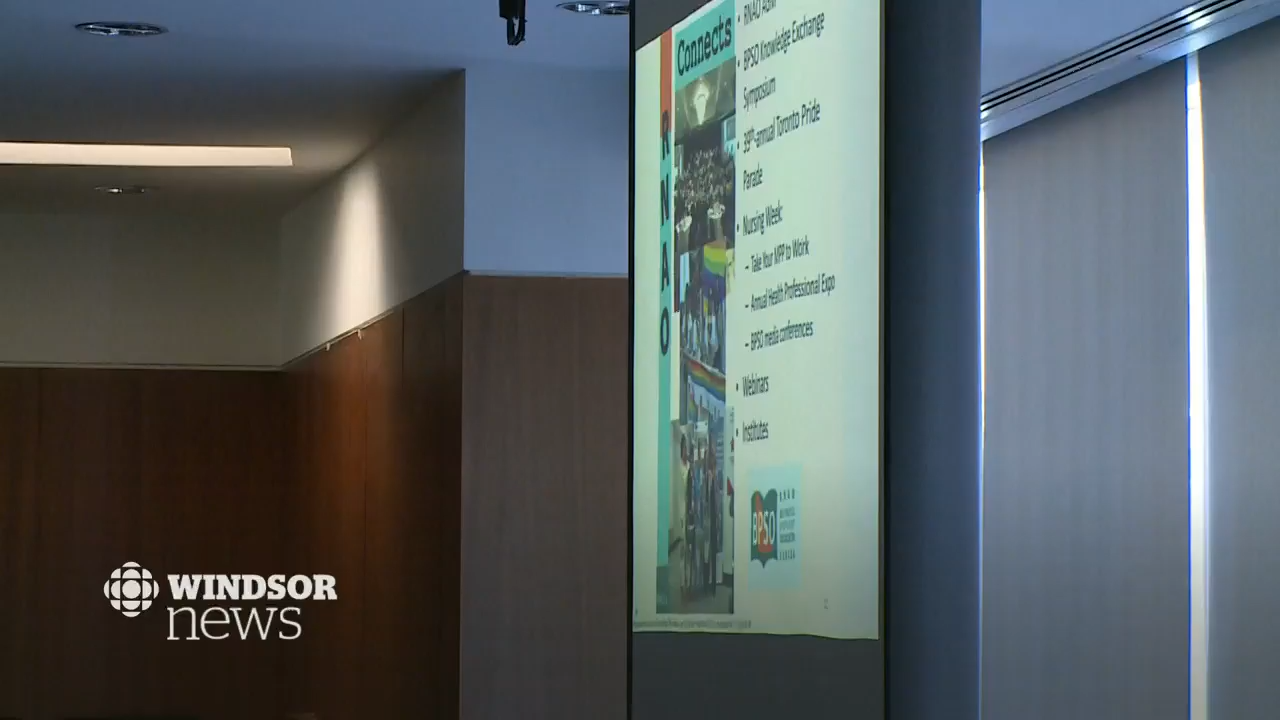 Connects
RNAO
• RNAO AGM
• BPSO Knowledge Exchange
Symposium
• 39th-annual Toronto Pride
Parade
• Nursing Week:
– Take Your MPP to Work
– Annual Health Professional Expo
– BPSO media conferences
• Webinars
• Institutes
BPSO
RNAO
WINDSOR
news